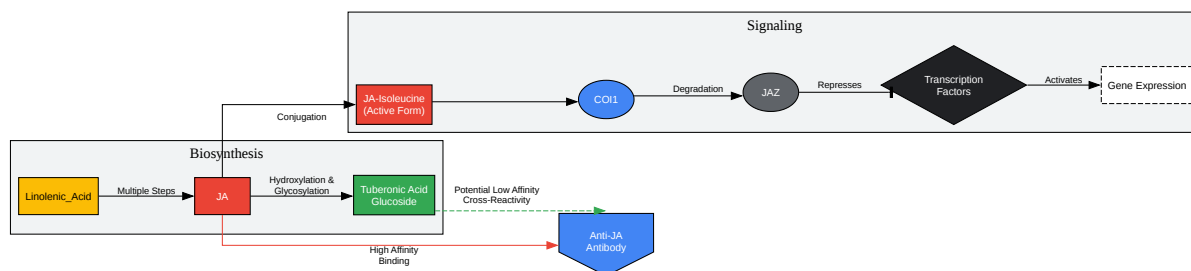 Signaling
JA-Isoleucine
(Active Form)
COI1
Degradation
JAZ
Represses
Transcription
Factors
Activates
Gene Expression
Conjugation
Biosynthesis
Linolenic_Acid
Multiple Steps
JA
Hydroxylation &
Glycosylation
Tuberonic Acid
Glucoside
Potential Low Affinity
Cross-Reactivity
Anti-JA
Antibody
High Affinity
Binding